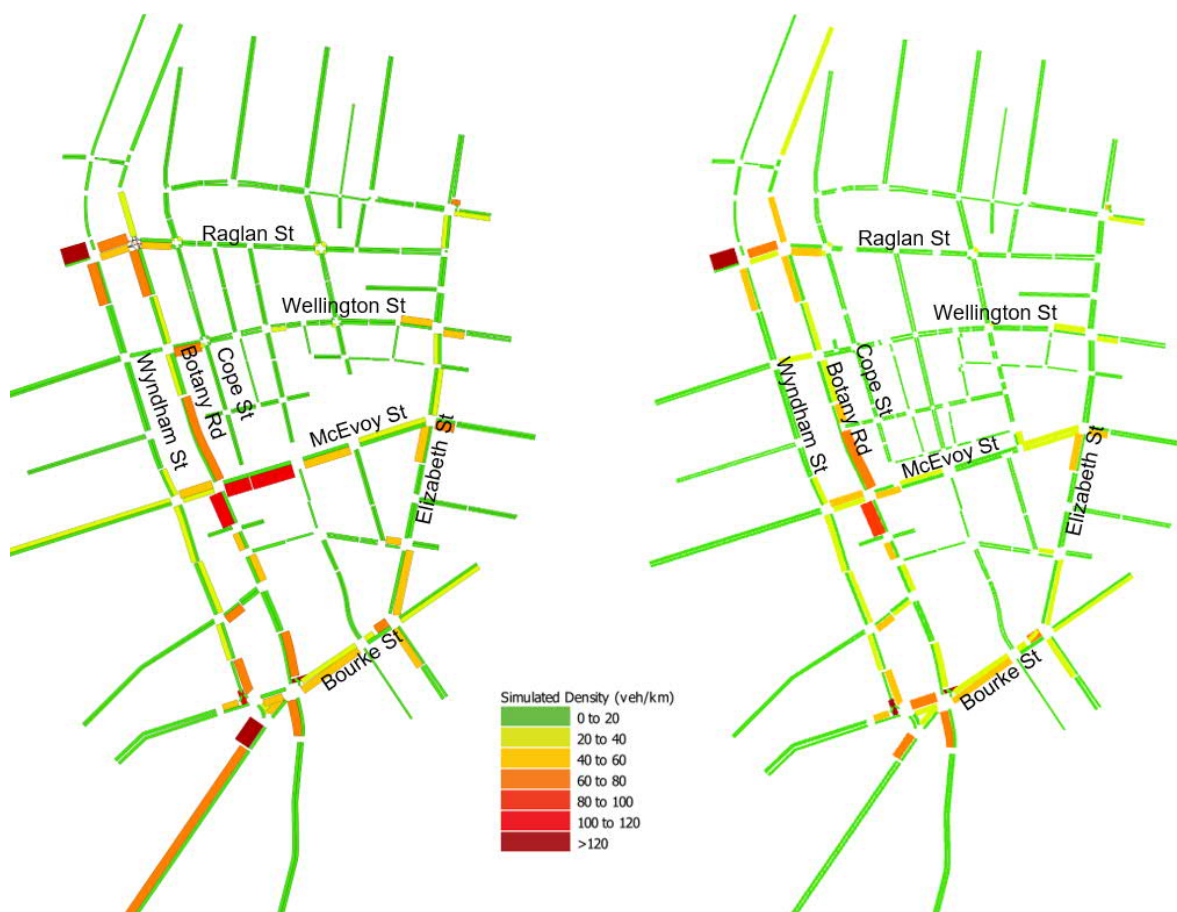 Raglan St
Wellington St
Wyndham St
Botany Rd
Cope St
McEvoy St
Elizabeth St
Bourke St
Simulated Density (veh/km)
0 to 20
20 to 40
40 to 60
60 to 80
80 to 100
100 to 120
>120
Raglan St
Wellington St
Wyndham St
Botany Rd
Cope St
McEvoy St
Elizabeth St
Bourke St